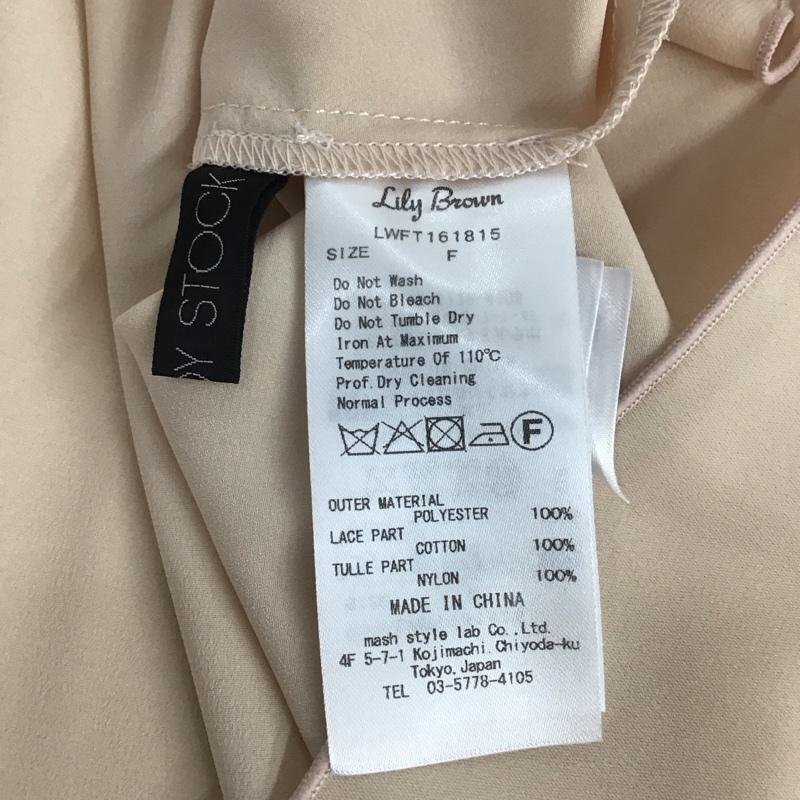 Lily Brown
LWFT161815
SIZE F
Do Not Wash
Do Not Bleach
Do Not Tumble Dry
Iron At Maximum
Temperature Of 110℃
Prof.Dry Cleaning
Normal Process
F
OUTER MATERIAL
POLYESTER 100%
LACE PART
COTTON 100%
TULLE PART
NYLON 100%
MADE IN CHINA
mash style lab Co.,Ltd.
4F 5-7-1 Kojimachi.Chiyoda-ku
Tokyo.Japan
TEL 03-5778-4105
STOCK